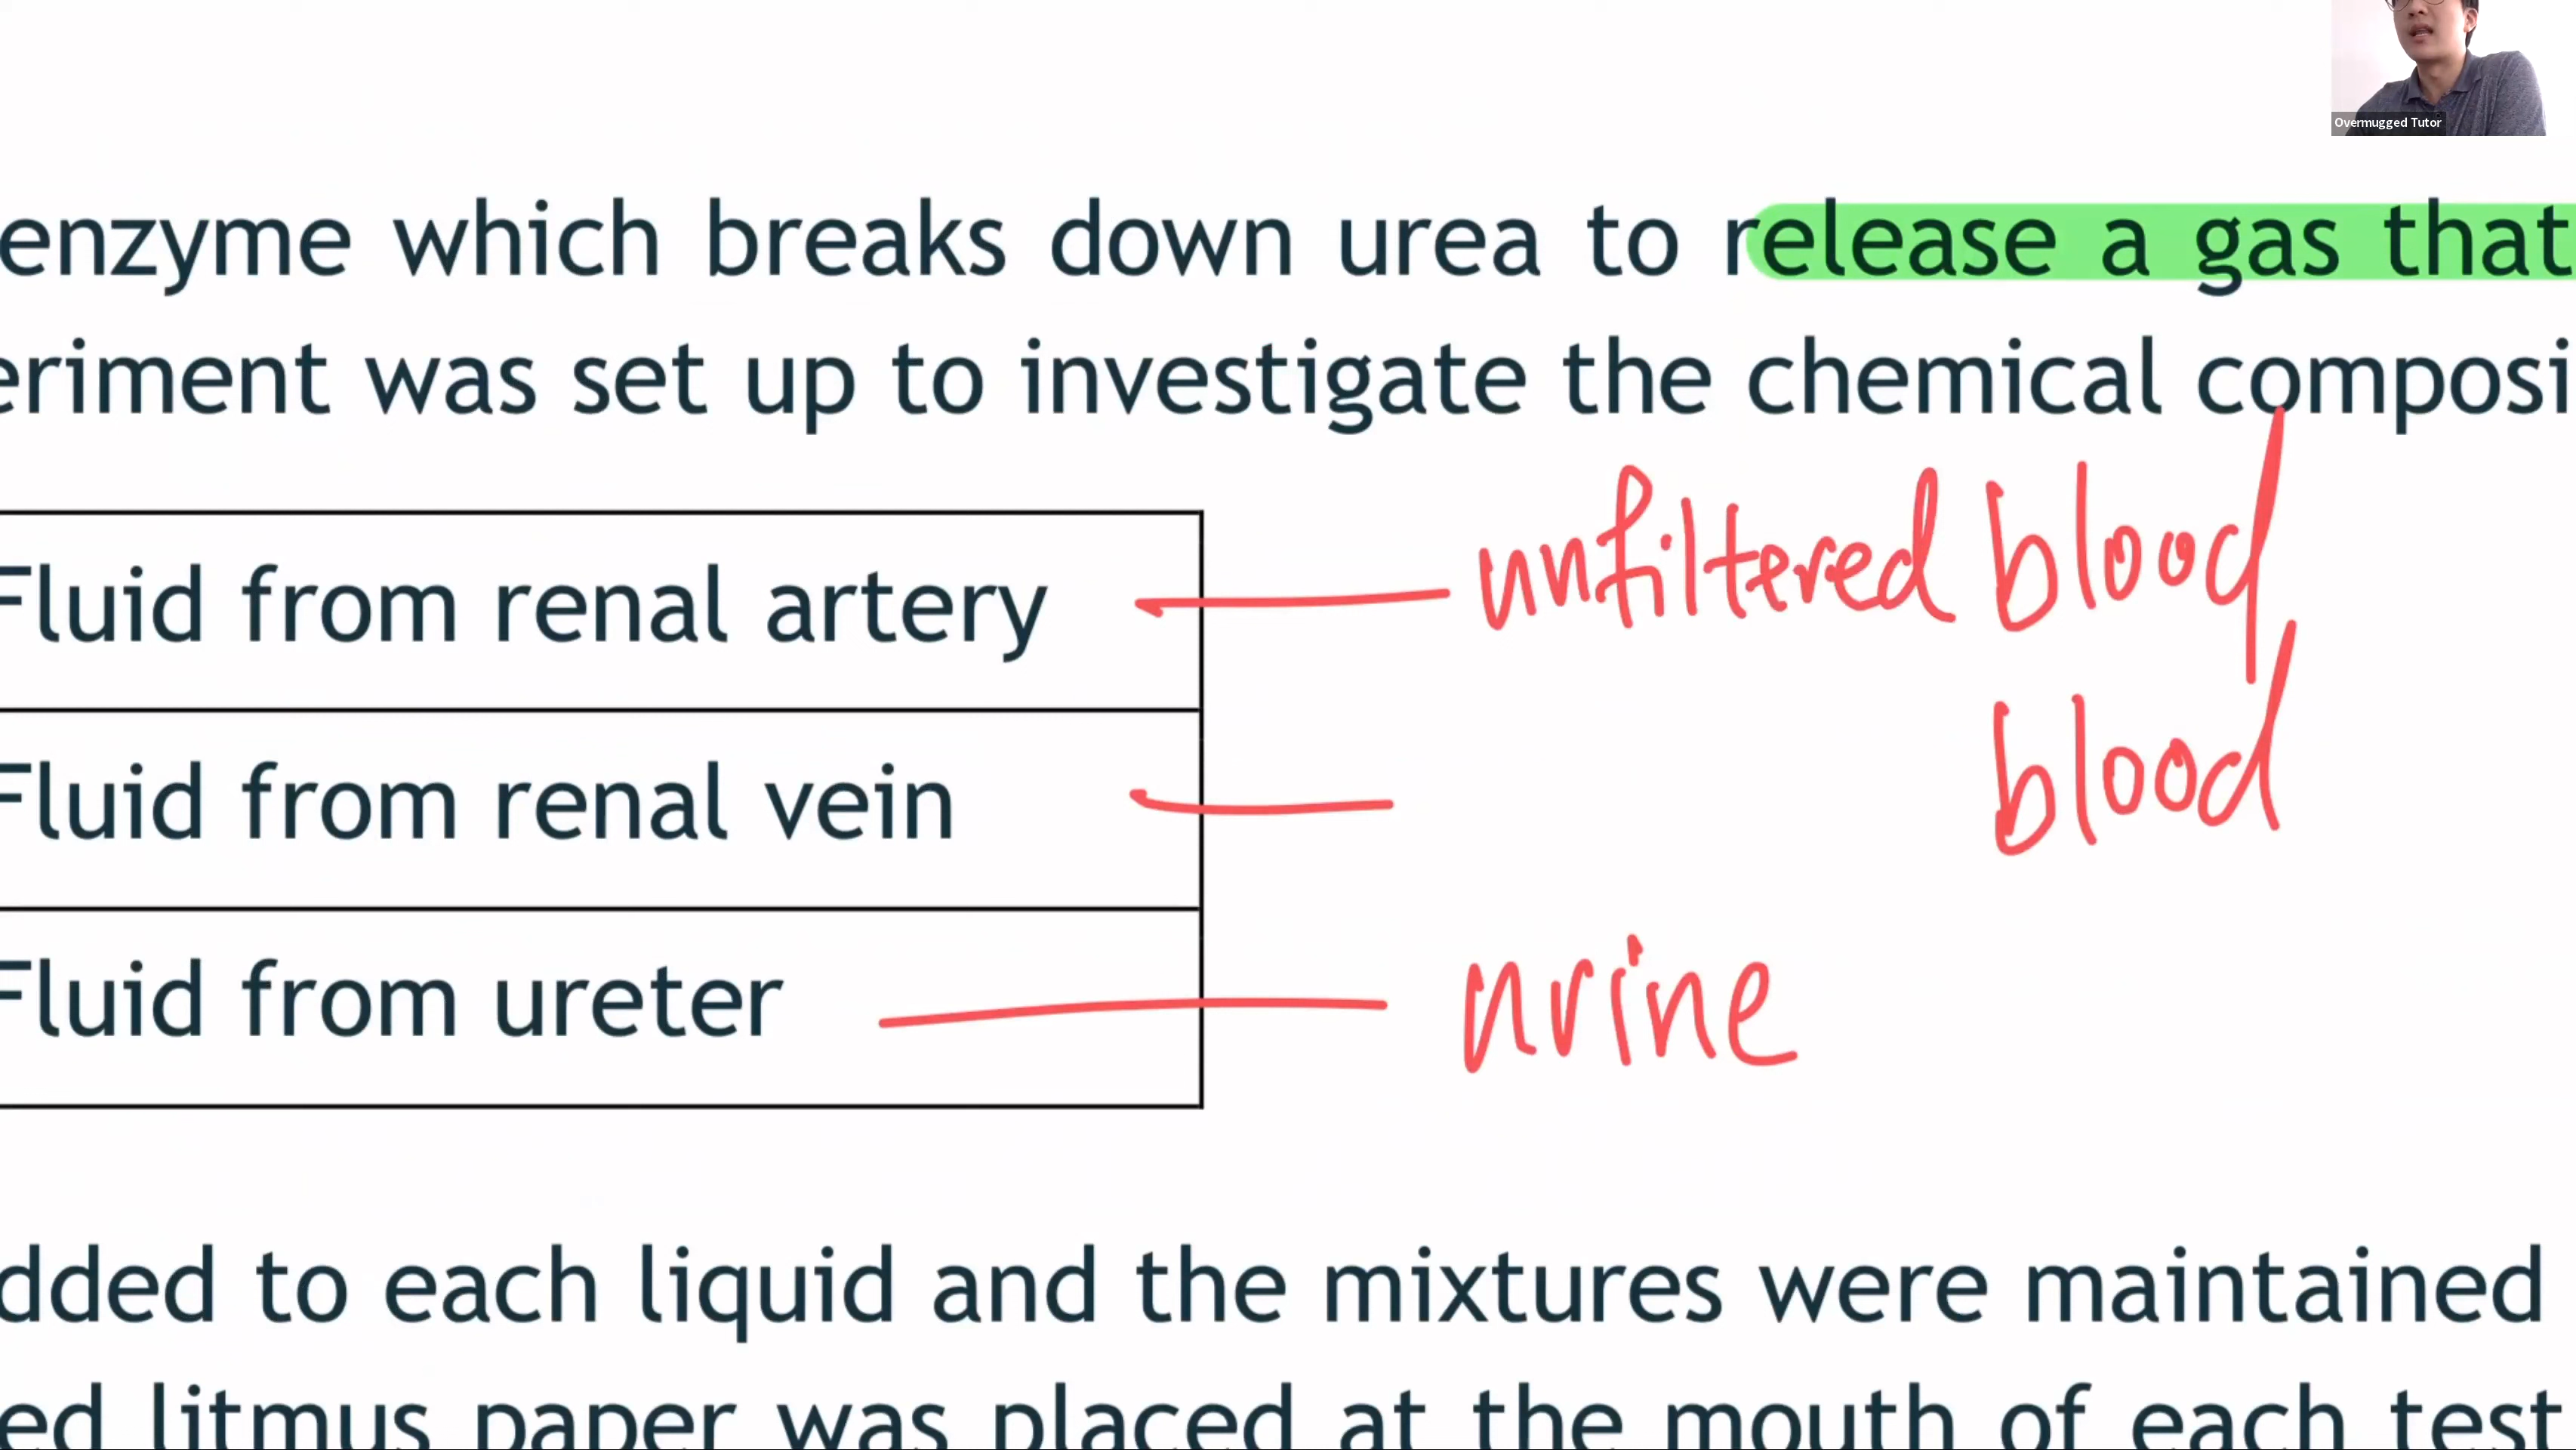 Overmugged Tutor
enzyme which breaks down urea to release a gas that
eriment was set up to investigate the chemical composi
Fluid from renal artery
unfiltered blood
Fluid from renal vein
blood
Fluid from ureter
urine
dded to each liquid and the mixtures were maintained
ed litmus paper was placed at the mouth of each test